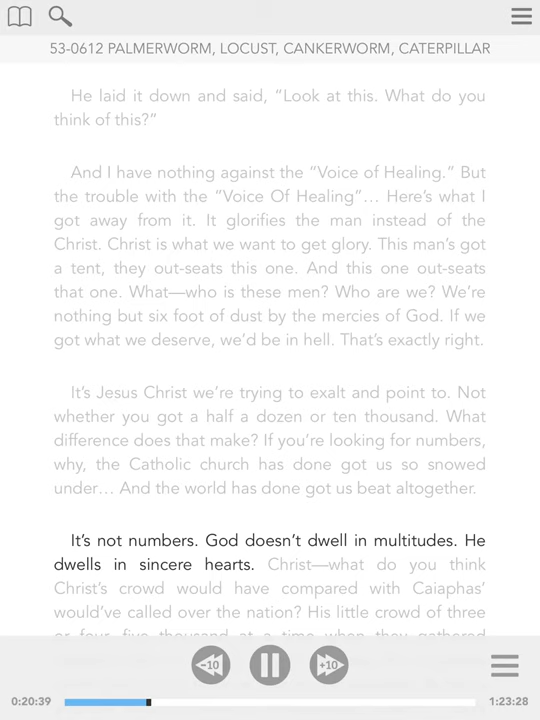 53-0612 PALMERWORM, LOCUST, CANKERWORM, CATERPILLAR
He laid it down and said, “Look at this. What do you
think of this?”
And I have nothing against the “Voice of Healing.” But
the trouble with the “Voice Of Healing”… Here’s what I
got away from it. It glorifies the man instead of the
Christ. Christ is what we want to get glory. This man’s got
a tent, they out-seats this one. And this one out-seats
that one. What—who is these men? Who are we? We’re
nothing but six foot of dust by the mercies of God. If we
got what we deserve, we’d be in hell. That’s exactly right.
It’s Jesus Christ we’re trying to exalt and point to. Not
whether you got a half a dozen or ten thousand. What
difference does that make? If you’re looking for numbers,
why, the Catholic church has done got us so snowed
under… And the world has done got us beat altogether.
It’s not numbers. God doesn’t dwell in multitudes. He
dwells in sincere hearts. Christ—what do you think
Christ’s crowd would have compared with Caiaphas’
would’ve called over the nation? His little crowd of three
or four, five thousand at a time when they gathered
-10
+10
0:20:39
1:23:28